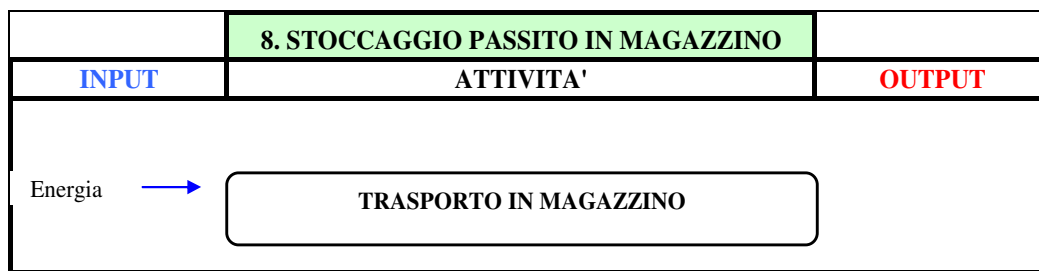 8. STOCCAGGIO PASSITO IN MAGAZZINO
INPUT ATTIVITA' OUTPUT
Energia TRASPORTO IN MAGAZZINO